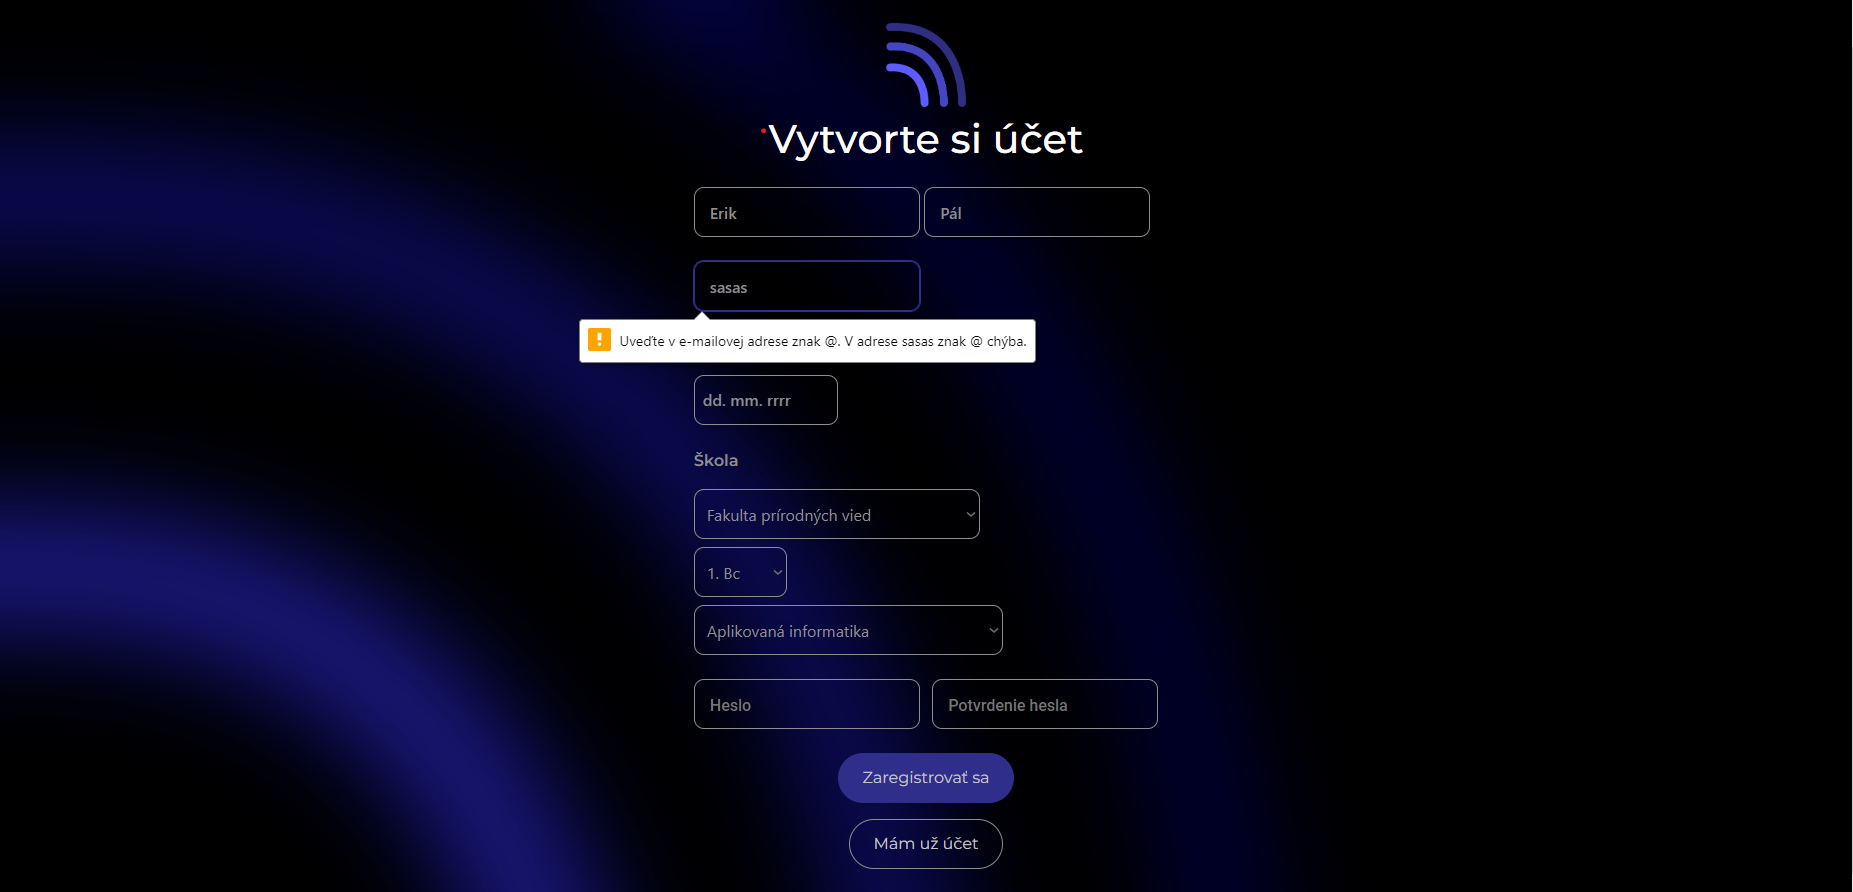 Vytvorte si účet
Erik
Pál
sasas
Uveďte v e-mailovej adrese znak @. V adrese sasas znak @ chýba.
dd. mm. rrrr
Škola
Fakulta prírodných vied
1. Bc
Aplikovaná informatika
Heslo
Potvrdenie hesla
Zaregistrovať sa
Mám už účet